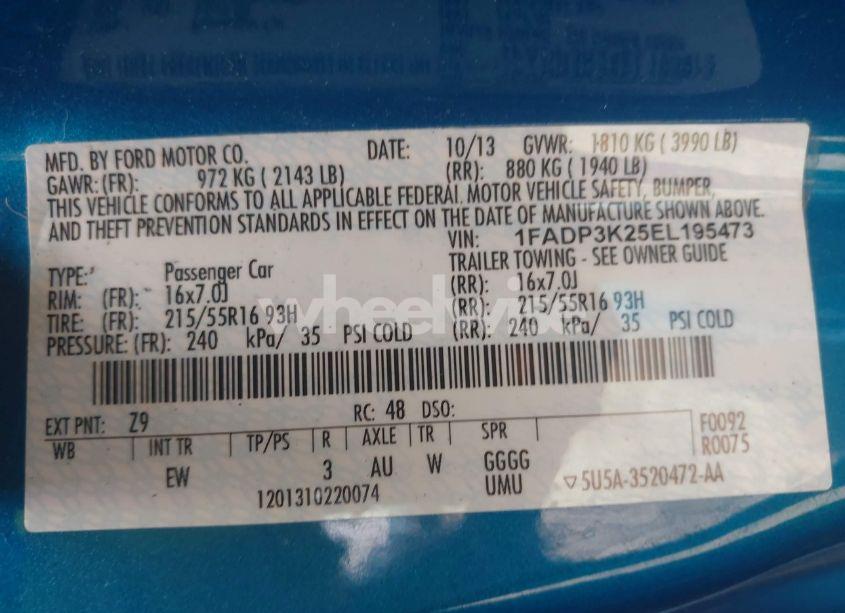 MFD. BY FORD MOTOR CO. DATE: 10/13 GVWR: 1810 KG ( 3990 LB)
GAWR: (FR): 972 KG ( 2143 LB) (RR): 880 KG ( 1940 LB)
THIS VEHICLE CONFORMS TO ALL APPLICABLE FEDERAL MOTOR VEHICLE SAFETY, BUMPER,
AND THEFT PREVENTION STANDARDS IN EFFECT ON THE DATE OF MANUFACTURE SHOWN ABOVE.
VIN: 1FADP3K25EL195473
TYPE: Passenger Car TRAILER TOWING - SEE OWNER GUIDE
RIM: (FR): 16x7.0J (RR): 16x7.0J
TIRE: (FR): 215/55R16 93H (RR): 215/55R16 93H
PRESSURE: (FR): 240 kPa/ 35 PSI COLD (RR): 240 kPa/ 35 PSI COLD
EXT PNT: Z9 RC: 48 DSO:
WB INT TR TP/PS R AXLE TR SPR F0092
R0075
EW 3 AU W GGGG
UMU ▽ 5U5A-3520472-AA
1201310220074